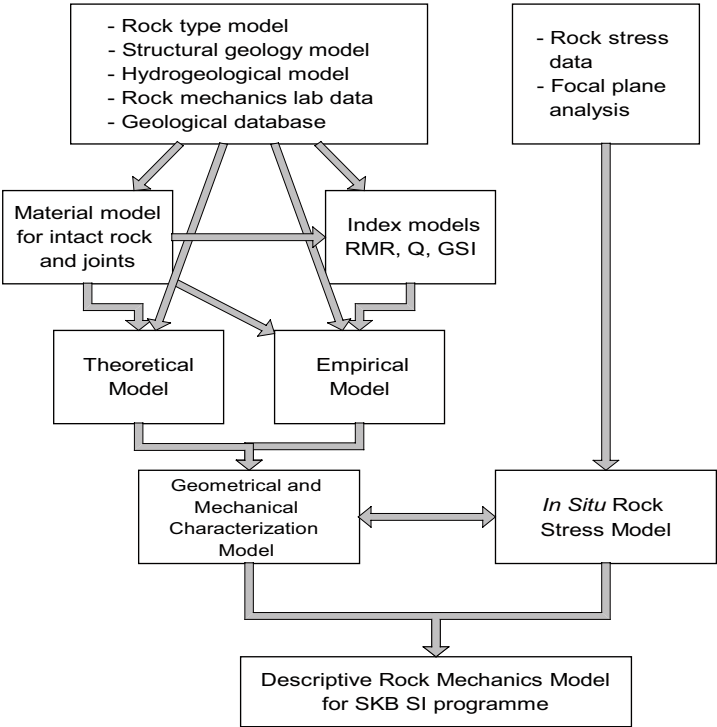 - Rock type model
- Structural geology model
- Hydrogeological model
- Rock mechanics lab data
- Geological database
- Rock stress
data
- Focal plane
analysis
Material model
for intact rock
and joints
Index models
RMR, Q, GSI
Theoretical
Model
Empirical
Model
Geometrical and
Mechanical
Characterization
Model
In Situ Rock
Stress Model
Descriptive Rock Mechanics Model
for SKB SI programme